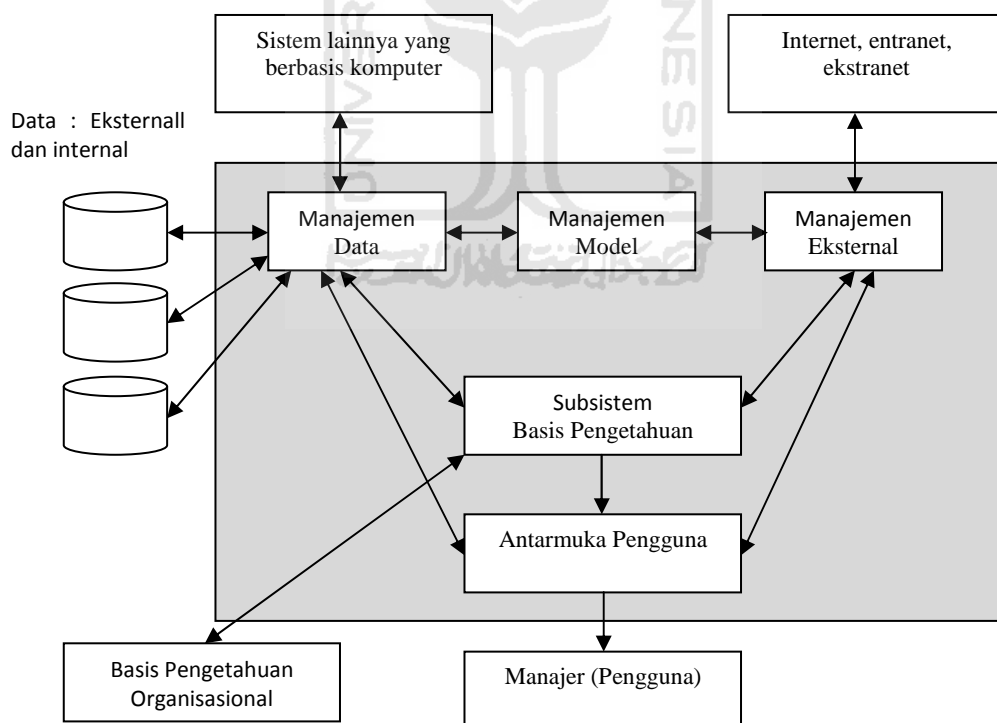 Sistem lainnya yang
berbasis komputer
Internet, entranet,
ekstranet
Data : Eksternall
dan internal
Manajemen
Data
Manajemen
Model
Manajemen
Eksternal
Subsistem
Basis Pengetahuan
Antarmuka Pengguna
Basis Pengetahuan
Organisasional
Manajer (Pengguna)